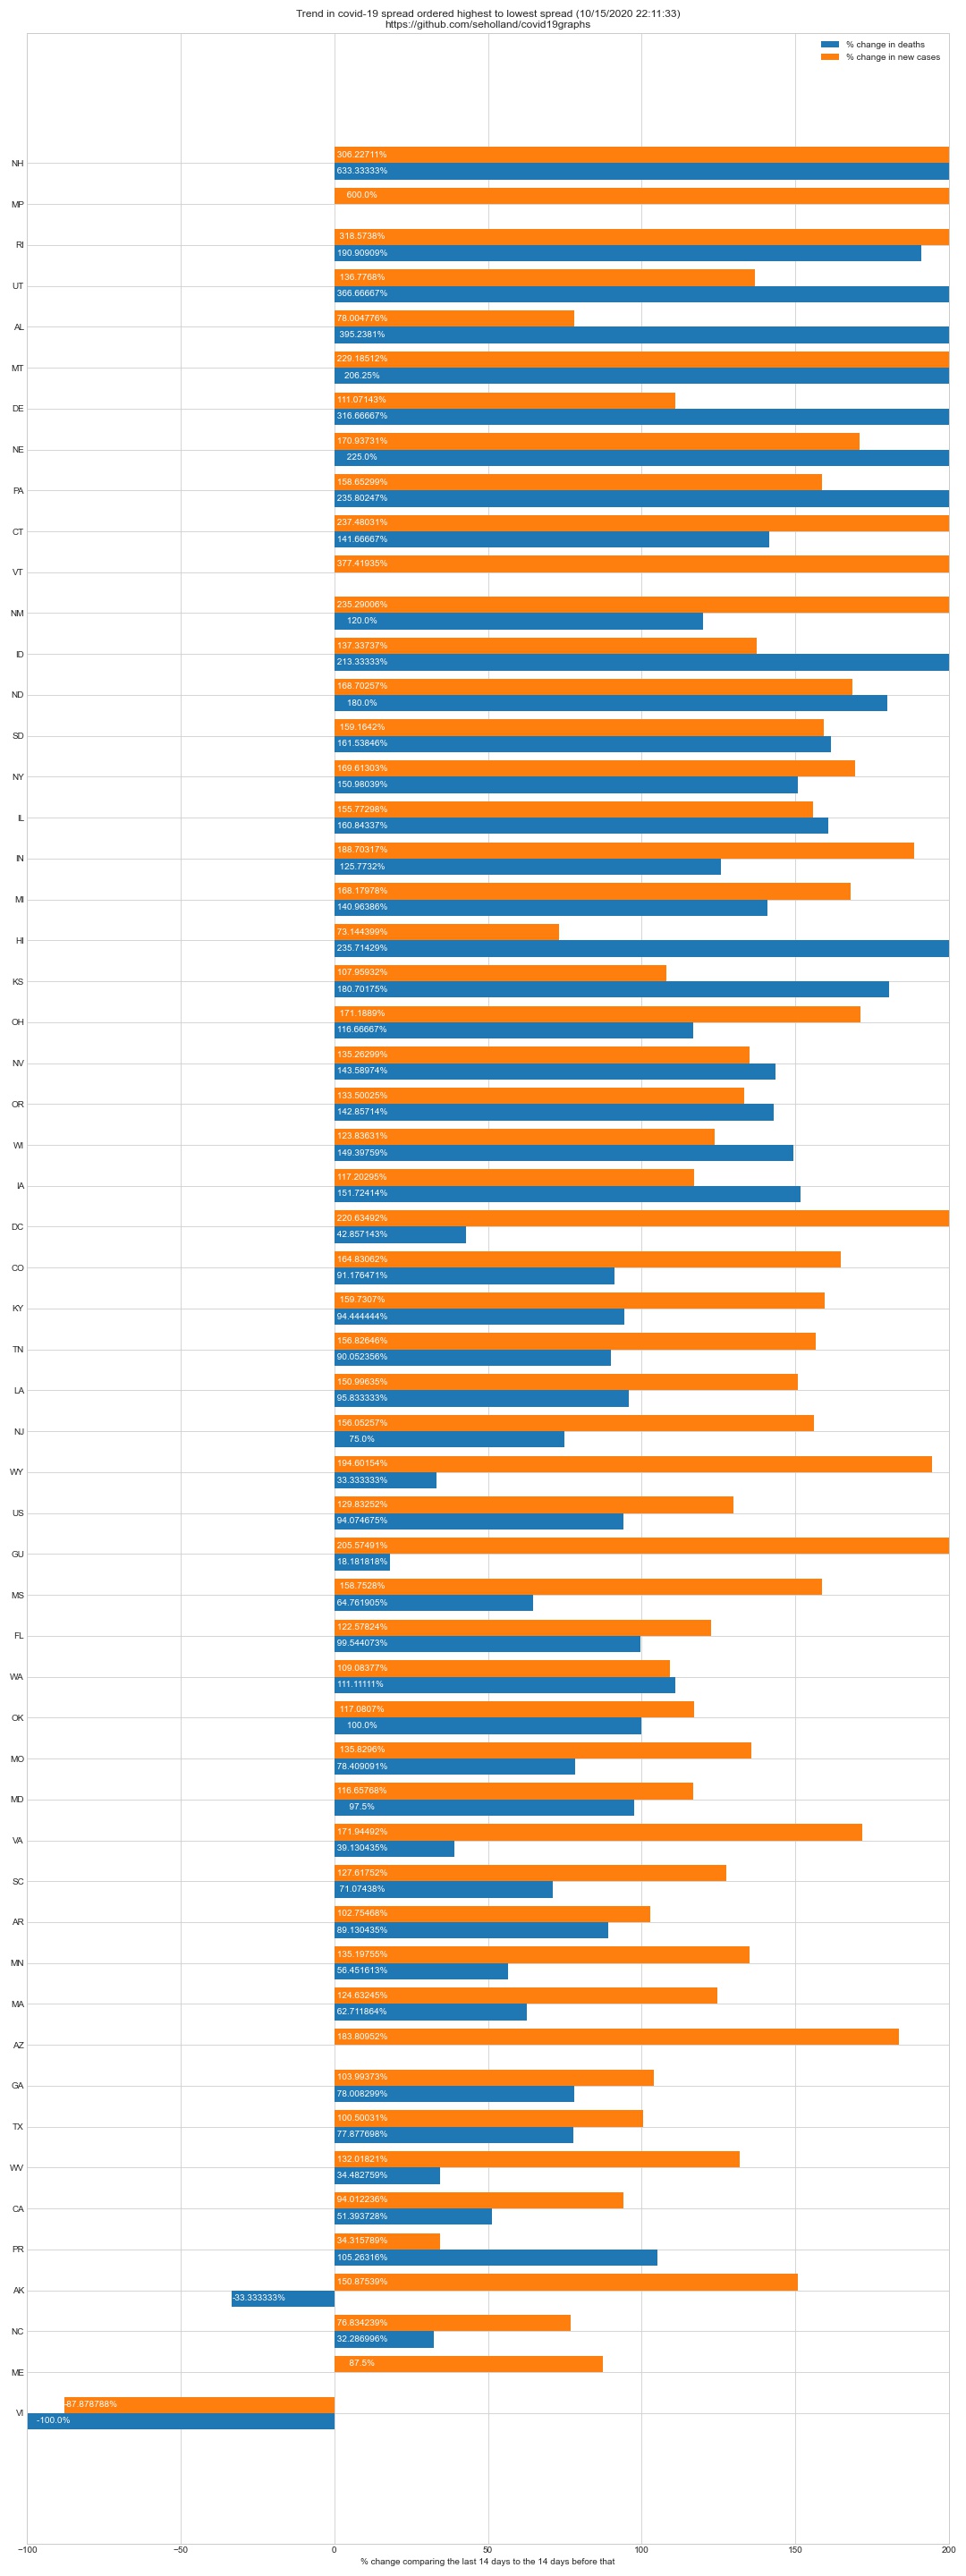 Trend in covid-19 spread ordered highest to lowest spread (10/15/2020 22:11:33)
https://github.com/seholland/covid19graphs
% change in deaths
% change in new cases
306.22711%
NH
633.33333%
600.0%
MP
318.5738%
RI
190.90909%
136.7768%
UT
366.66667%
78.004776%
AL
395.2381%
229.18512%
MT
206.25%
111.07143%
DE
316.66667%
170.93731%
NE
225.0%
158.65299%
PA
235.80247%
237.48031%
CT
141.66667%
377.41935%
VT
235.29006%
NM
120.0%
137.33737%
ID
213.33333%
168.70257%
ND
180.0%
159.1642%
SD
161.53846%
169.61303%
NY
150.98039%
155.77298%
IL
160.84337%
188.70317%
IN
125.7732%
168.17978%
MI
140.96386%
73.144399%
HI
235.71429%
107.95932%
KS
180.70175%
171.1889%
OH
116.66667%
135.26299%
NV
143.58974%
133.50025%
OR
142.85714%
123.83631%
WI
149.39759%
117.20295%
IA
151.72414%
220.63492%
DC
42.857143%
164.83062%
CO
91.176471%
159.7307%
KY
94.444444%
156.82646%
TN
90.052356%
150.99635%
LA
95.833333%
156.05257%
NJ
75.0%
194.60154%
WY
33.333333%
129.83252%
US
94.074675%
205.57491%
GU
18.181818%
158.7528%
MS
64.761905%
122.57824%
FL
99.544073%
109.08377%
WA
111.11111%
117.0807%
OK
100.0%
135.8296%
MO
78.409091%
116.65768%
MD
97.5%
171.94492%
VA
39.130435%
127.61752%
SC
71.07438%
102.75468%
AR
89.130435%
135.19755%
MN
56.451613%
124.63245%
MA
62.711864%
183.80952%
AZ
103.99373%
GA
78.008299%
100.50031%
TX
77.877698%
132.01821%
WV
34.482759%
94.012236%
CA
51.393728%
34.315789%
PR
105.26316%
150.87539%
AK
-33.333333%
76.834239%
NC
32.286996%
87.5%
ME
-87.878788%
VI
-100.0%
−100 −50 0 50 100 150 200
% change comparing the last 14 days to the 14 days before that